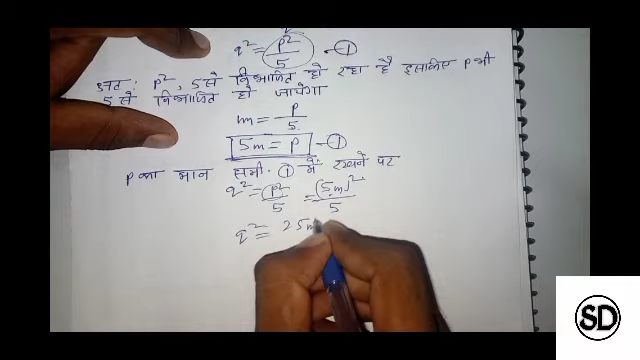 q² = p²/5 - ①
अतः p², 5 से विभाजित हो रहा है इसलिए p भी
5 से विभाजित हो जायेगा
m = p/5
5m = p - ①
p का मान समी. ① में रखने पर
q² = p²/5 = (5m)²/5
q² = 25m
SD